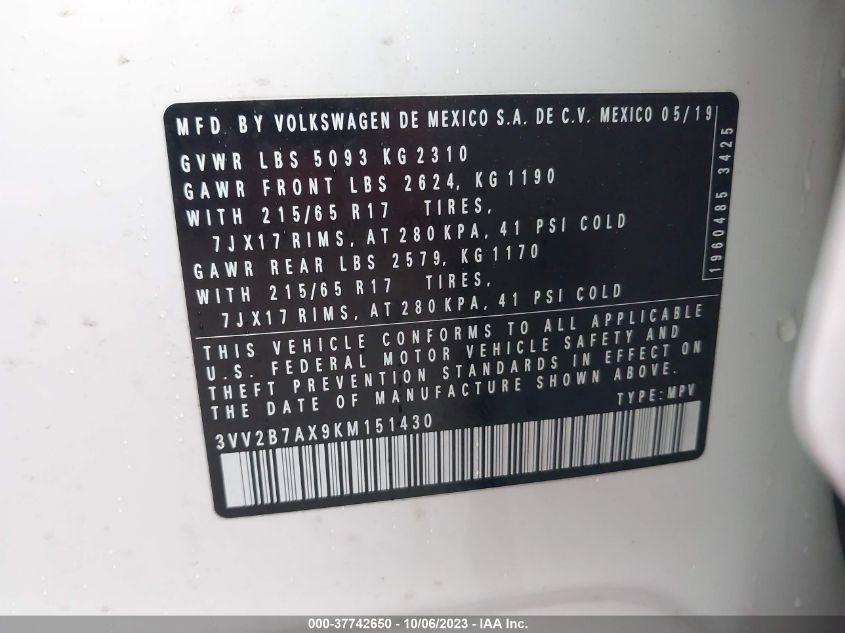 MFD. BY VOLKSWAGEN DE MEXICO S.A. DE C.V. MEXICO 05/19
GVWR LBS 5093 KG 2310
GAWR FRONT LBS 2624, KG 1190
WITH 215/65 R17 TIRES,
7JX17 RIMS, AT 280 KPA, 41 PSI COLD
GAWR REAR LBS 2579, KG 1170
WITH 215/65 R17 TIRES,
7JX17 RIMS, AT 280 KPA, 41 PSI COLD
1960485 3425
THIS VEHICLE CONFORMS TO ALL APPLICABLE
U.S. FEDERAL MOTOR VEHICLE SAFETY AND
THEFT PREVENTION STANDARDS IN EFFECT ON
THE DATE OF MANUFACTURE SHOWN ABOVE.
TYPE: MPV
3VV2B7AX9KM151430
000-37742650 - 10/06/2023 - IAA Inc.